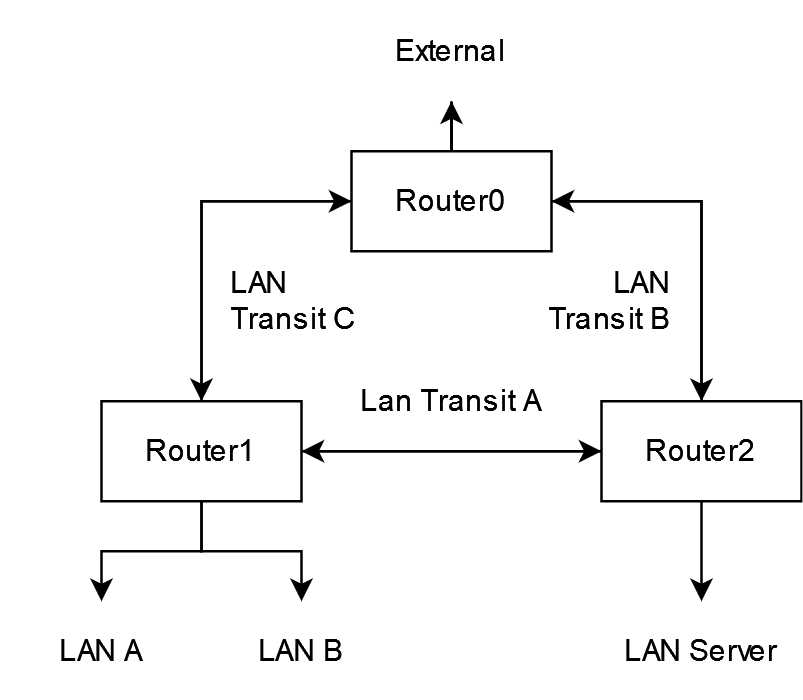 External
Router0
LAN
Transit C
LAN
Transit B
Lan Transit A
Router1
Router2
LAN A
LAN B
LAN Server